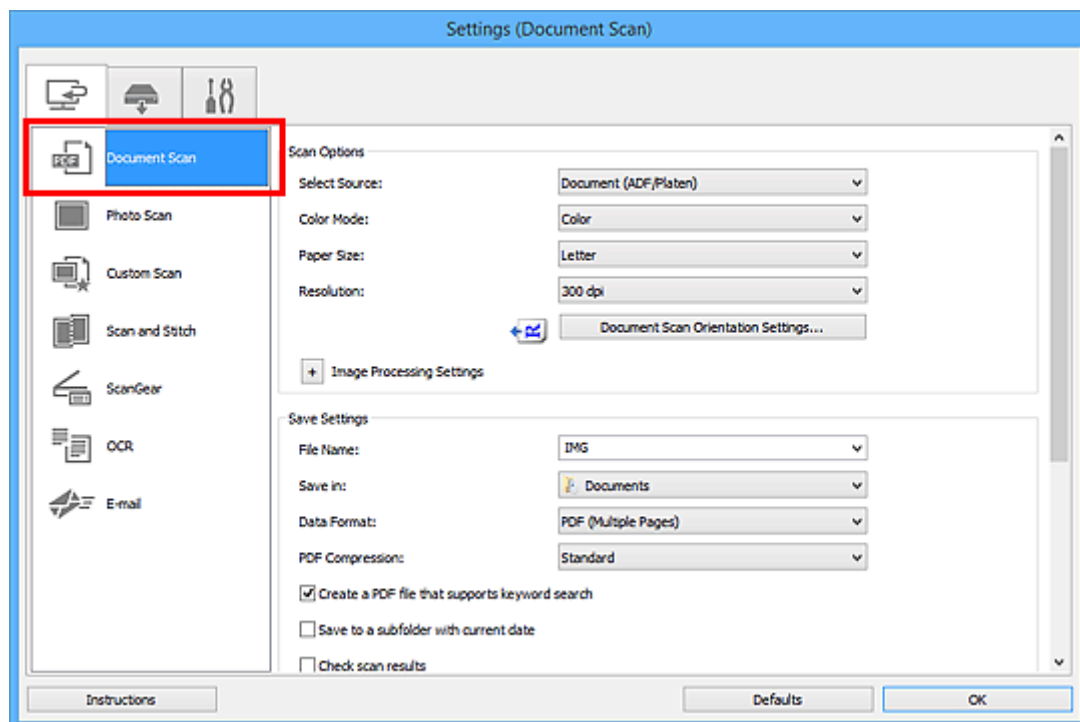 Settings (Document Scan)
PDF Document Scan
Photo Scan
Custom Scan
Scan and Stitch
ScanGear
OCR
E-mail
Scan Options
Select Source: Document (ADF/Platen)
Color Mode: Color
Paper Size: Letter
Resolution: 300 dpi
R Document Scan Orientation Settings...
+ Image Processing Settings
Save Settings
File Name: IMG
Save in: Documents
Data Format: PDF (Multiple Pages)
PDF Compression: Standard
Create a PDF file that supports keyword search
Save to a subfolder with current date
Check scan results
Instructions Defaults OK